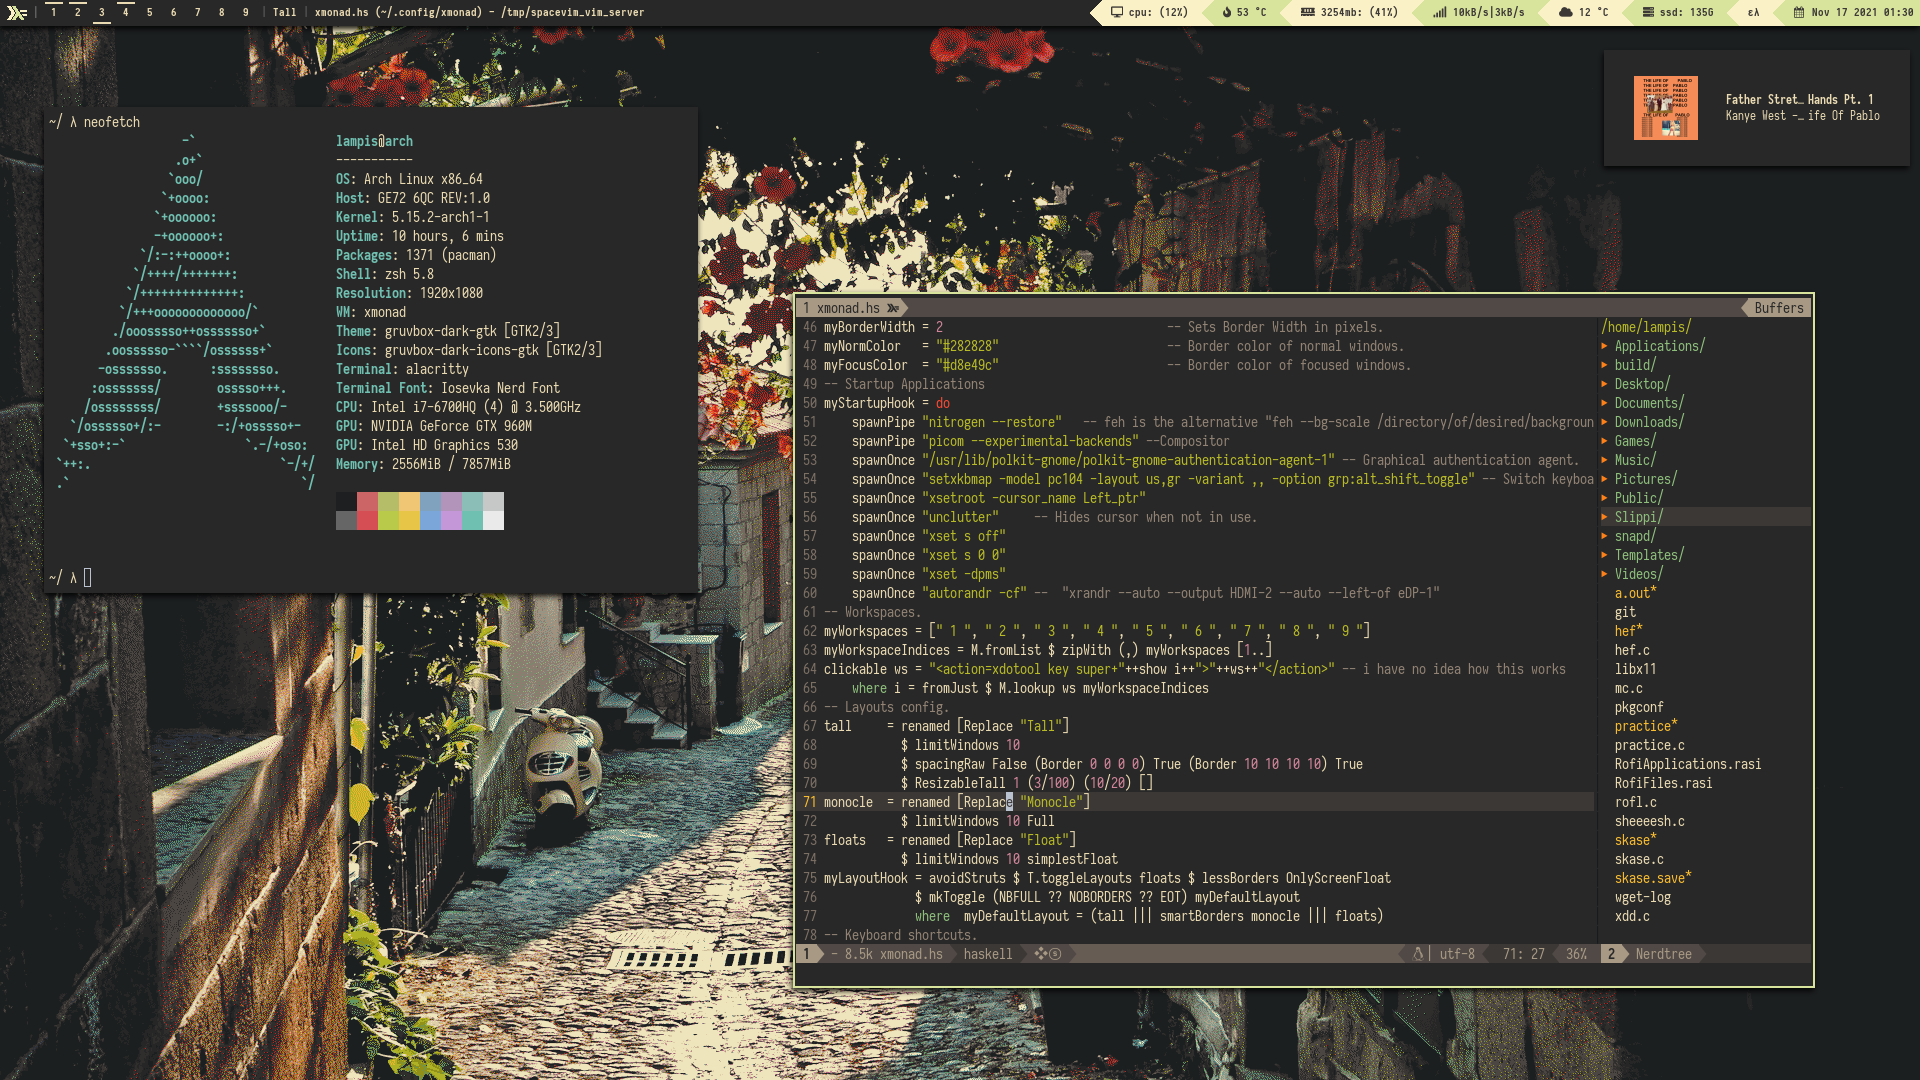 1 2 3 4 5 6 7 8 9 | Tall | xmonad.hs (~/.config/xmonad) - /tmp/spacevim_vim_server
cpu: (12%) 53 °C 3254mb: (41%) 10kB/s|3kB/s 12 °C ssd: 135G ελ Nov 17 2021 01:30
THE LIFE OF PABLO
Father Stret… Hands Pt. 1
Kanye West -… ife Of Pablo
~/ λ neofetch
lampis@arch
-----------
OS: Arch Linux x86_64
Host: GE72 6QC REV:1.0
Kernel: 5.15.2-arch1-1
Uptime: 10 hours, 6 mins
Packages: 1371 (pacman)
Shell: zsh 5.8
Resolution: 1920x1080
WM: xmonad
Theme: gruvbox-dark-gtk [GTK2/3]
Icons: gruvbox-dark-icons-gtk [GTK2/3]
Terminal: alacritty
Terminal Font: Iosevka Nerd Font
CPU: Intel i7-6700HQ (4) @ 3.500GHz
GPU: NVIDIA GeForce GTX 960M
GPU: Intel HD Graphics 530
Memory: 2556MiB / 7857MiB
~/ λ
1 xmonad.hs
46 myBorderWidth = 2 -- Sets Border Width in pixels.
47 myNormColor = "#282828" -- Border color of normal windows.
48 myFocusColor = "#d8e49c" -- Border color of focused windows.
49 -- Startup Applications
50 myStartupHook = do
51 spawnPipe "nitrogen --restore" -- feh is the alternative "feh --bg-scale /directory/of/desired/backgroun
52 spawnPipe "picom --experimental-backends" --Compositor
53 spawnOnce "/usr/lib/polkit-gnome/polkit-gnome-authentication-agent-1" -- Graphical authentication agent.
54 spawnOnce "setxkbmap -model pc104 -layout us,gr -variant ,, -option grp:alt_shift_toggle" -- Switch keyboa
55 spawnOnce "xsetroot -cursor_name Left_ptr"
56 spawnOnce "unclutter" -- Hides cursor when not in use.
57 spawnOnce "xset s off"
58 spawnOnce "xset s 0 0"
59 spawnOnce "xset -dpms"
60 spawnOnce "autorandr -cf" -- "xrandr --auto --output HDMI-2 --auto --left-of eDP-1"
61 -- Workspaces.
62 myWorkspaces = [" 1 ", " 2 ", " 3 ", " 4 ", " 5 ", " 6 ", " 7 ", " 8 ", " 9 "]
63 myWorkspaceIndices = M.fromList $ zipWith (,) myWorkspaces [1..]
64 clickable ws = "<action=xdotool key super+"++show i++">"++ws++"</action>" -- i have no idea how this works
65 where i = fromJust $ M.lookup ws myWorkspaceIndices
66 -- Layouts config.
67 tall = renamed [Replace "Tall"]
68 $ limitWindows 10
69 $ spacingRaw False (Border 0 0 0 0) True (Border 10 10 10 10) True
70 $ ResizableTall 1 (3/100) (10/20) []
71 monocle = renamed [Replace "Monocle"]
72 $ limitWindows 10 Full
73 floats = renamed [Replace "Float"]
74 $ limitWindows 10 simplestFloat
75 myLayoutHook = avoidStruts $ T.toggleLayouts floats $ lessBorders OnlyScreenFloat
76 $ mkToggle (NBFULL ?? NOBORDERS ?? EOT) myDefaultLayout
77 where myDefaultLayout = (tall ||| smartBorders monocle ||| floats)
78 -- Keyboard shortcuts.
1 - 8.5k xmonad.hs haskell | utf-8 71: 27 36%
Buffers
/home/lampis/
Applications/
build/
Desktop/
Documents/
Downloads/
Games/
Music/
Pictures/
Public/
Slippi/
snapd/
Templates/
Videos/
a.out*
git
hef*
hef.c
libx11
mc.c
pkgconf
practice*
practice.c
RofiApplications.rasi
RofiFiles.rasi
rofl.c
sheeeesh.c
skase*
skase.c
skase.save*
wget-log
xdd.c
2 Nerdtree